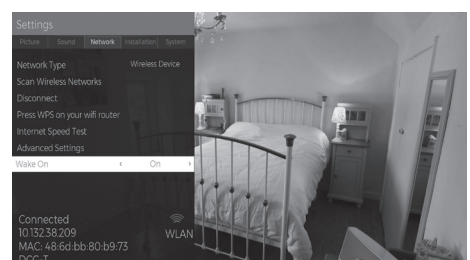 Settings
Picture Sound Network Installation System
Network Type Wireless Device
Scan Wireless Networks
Disconnect
Press WPS on your wifi router
Internet Speed Test
Advanced Settings
Wake On ‹ On ›
Connected
10.132.38.209 WLAN
MAC: 48:6d:bb:80:b9:73